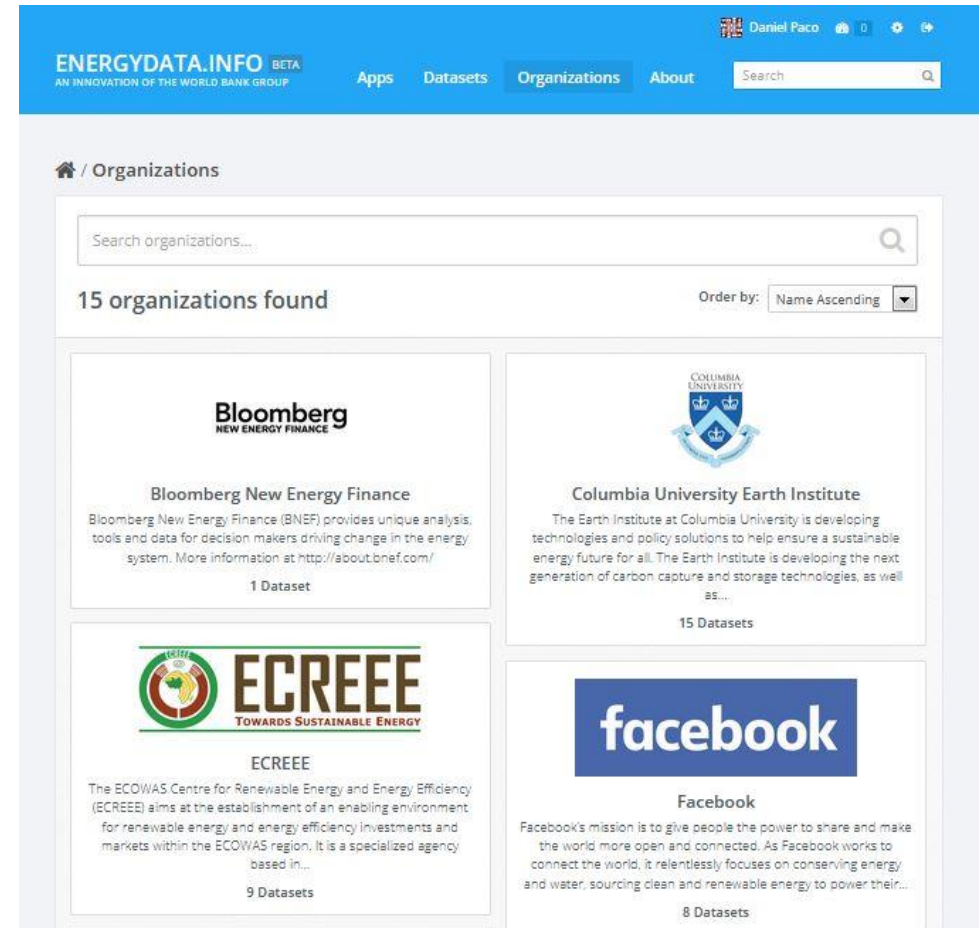 Daniel Paco 0
ENERGYDATA.INFO BETA
AN INNOVATION OF THE WORLD BANK GROUP
Apps Datasets Organizations About Search
/ Organizations
Search organizations...
15 organizations found
Order by: Name Ascending
Bloomberg
NEW ENERGY FINANCE
Bloomberg New Energy Finance
Bloomberg New Energy Finance (BNEF) provides unique analysis,
tools and data for decision makers driving change in the energy
system. More information at http://about.bnef.com/
1 Dataset
COLUMBIA
UNIVERSITY
Columbia University Earth Institute
The Earth Institute at Columbia University is developing
technologies and policy solutions to help ensure a sustainable
energy future for all. The Earth Institute is developing the next
generation of carbon capture and storage technologies, as well
as....
15 Datasets
ECREEE
ECREEE
TOWARDS SUSTAINABLE ENERGY
ECREEE
The ECOWAS Centre for Renewable Energy and Energy Efficiency
(ECREEE) aims at the establishment of an enabling environment
for renewable energy and energy efficiency investments and
markets within the ECOWAS region. It is a specialized agency
based in...
9 Datasets
facebook
Facebook
Facebook's mission is to give people the power to share and make
the world more open and connected. As Facebook works to
connect the world, it relentlessly focuses on conserving energy
and water, sourcing clean and renewable energy to power their...
8 Datasets